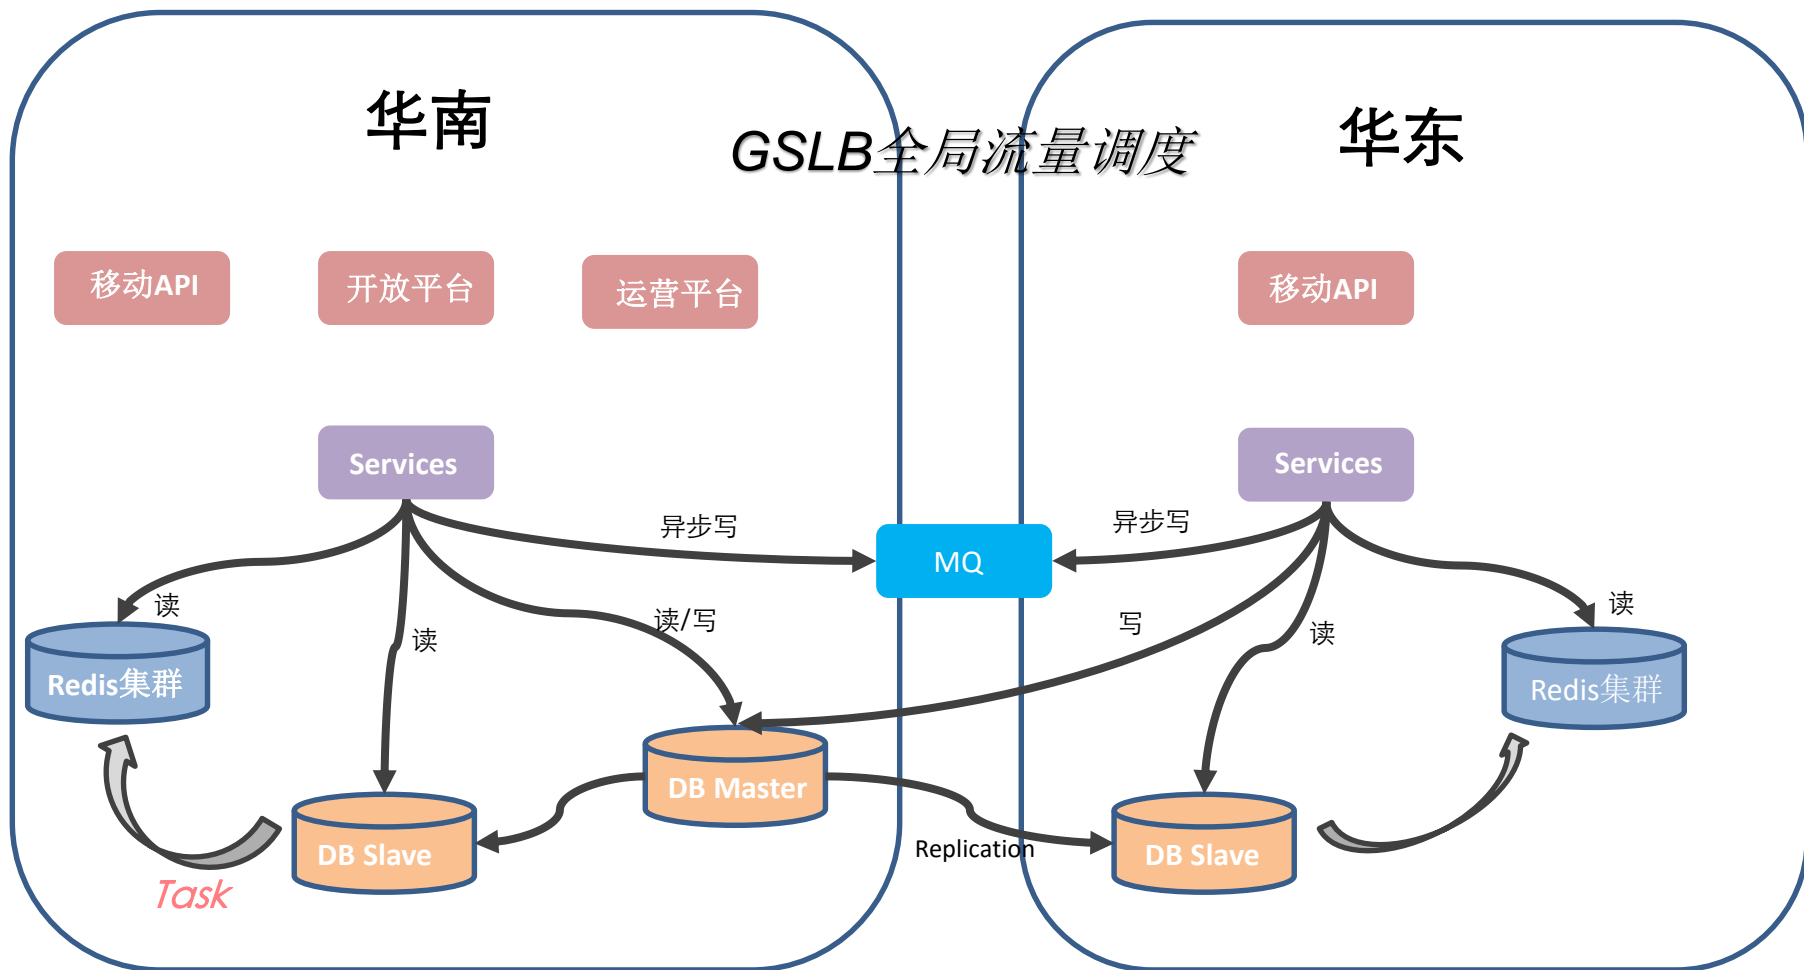 华南
GSLB全局流量调度
华东
移动API
开放平台
运营平台
移动API
Services
Services
异步写
异步写
MQ
读
读
读/写
写
读
读
Redis集群
Redis集群
DB Master
DB Slave
Replication
DB Slave
Task